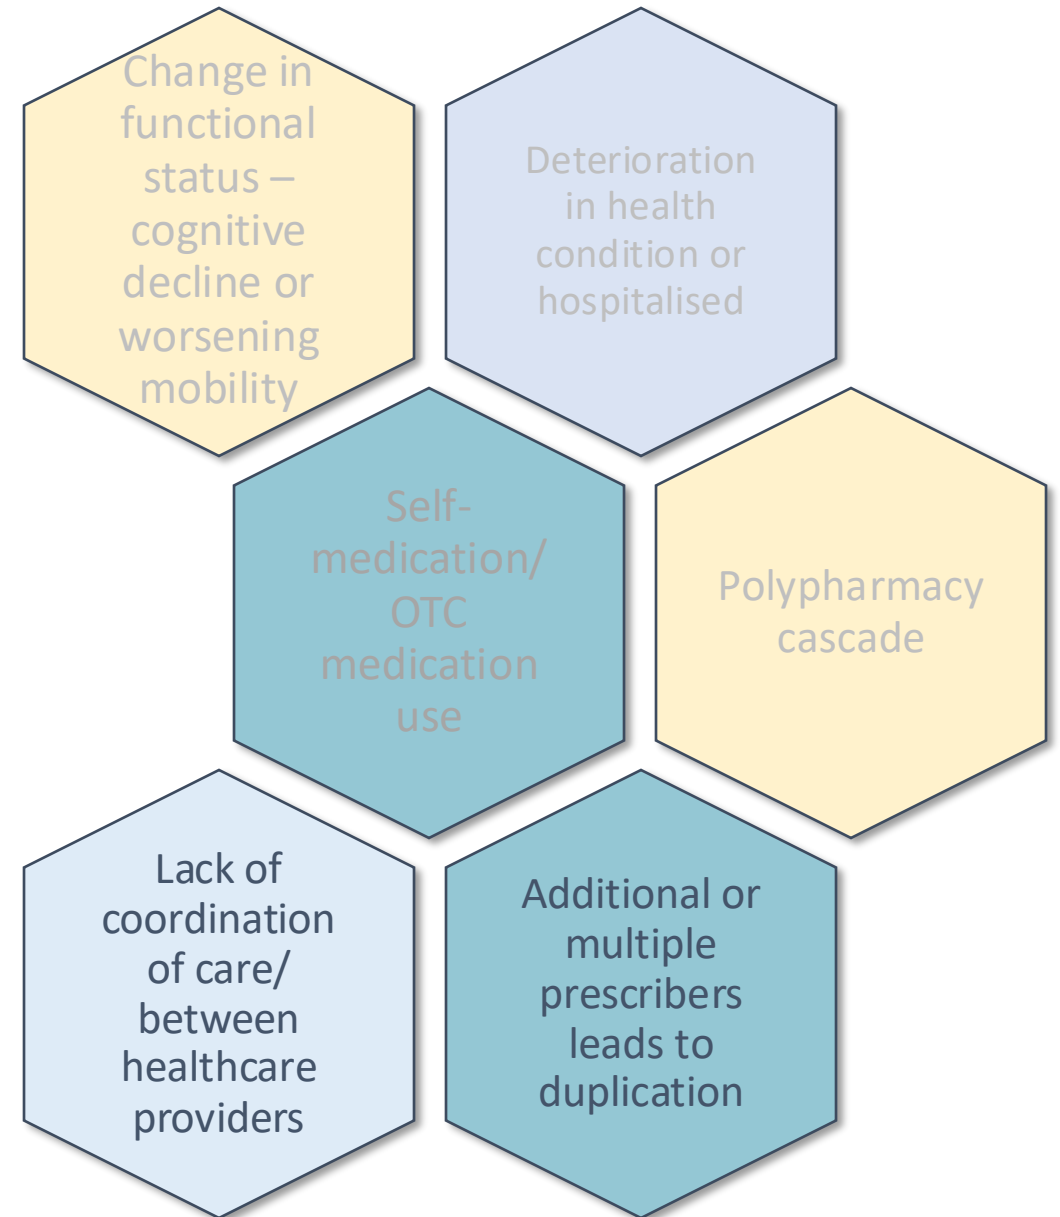 Change in
functional
status –
cognitive
decline or
worsening
mobility
Deterioration
in health
condition or
hospitalised
Self-
medication/
OTC
medication
use
Polypharmacy
cascade
Lack of
coordination
of care/
between
healthcare
providers
Additional or
multiple
prescribers
leads to
duplication